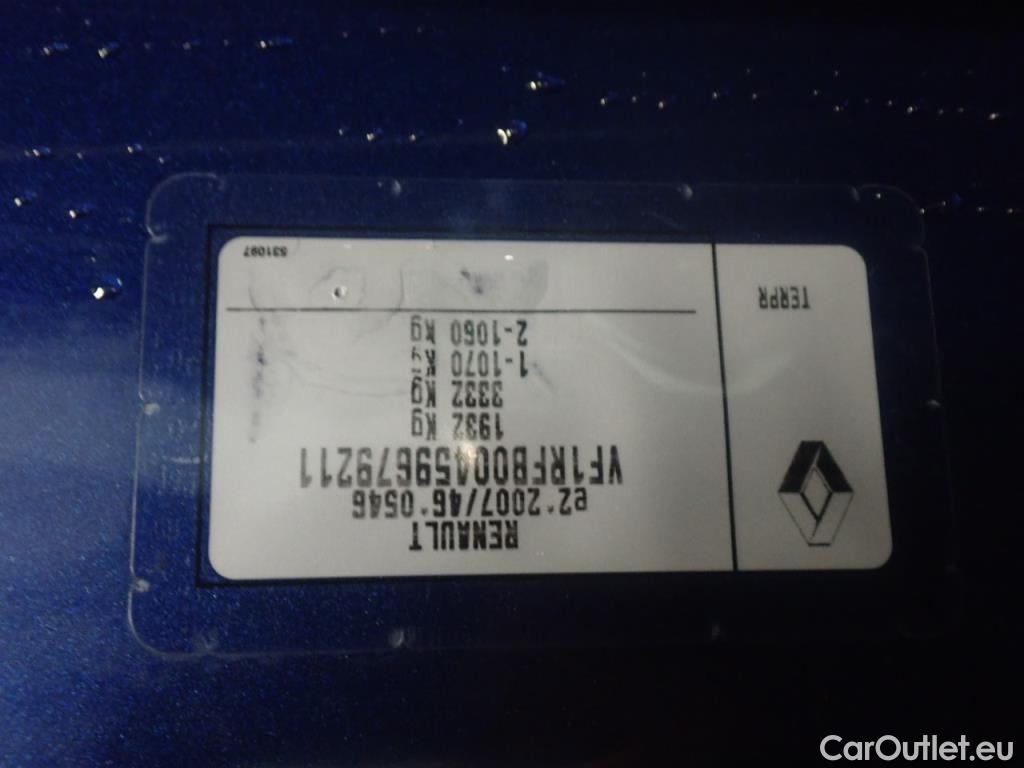 RENAULT
e2*2007/46*0546
VF1RFB00459679211
1932 Kg
3332 Kg
1-1070 Kg
2-1060 Kg
531097
TERPR
CarOutlet.eu